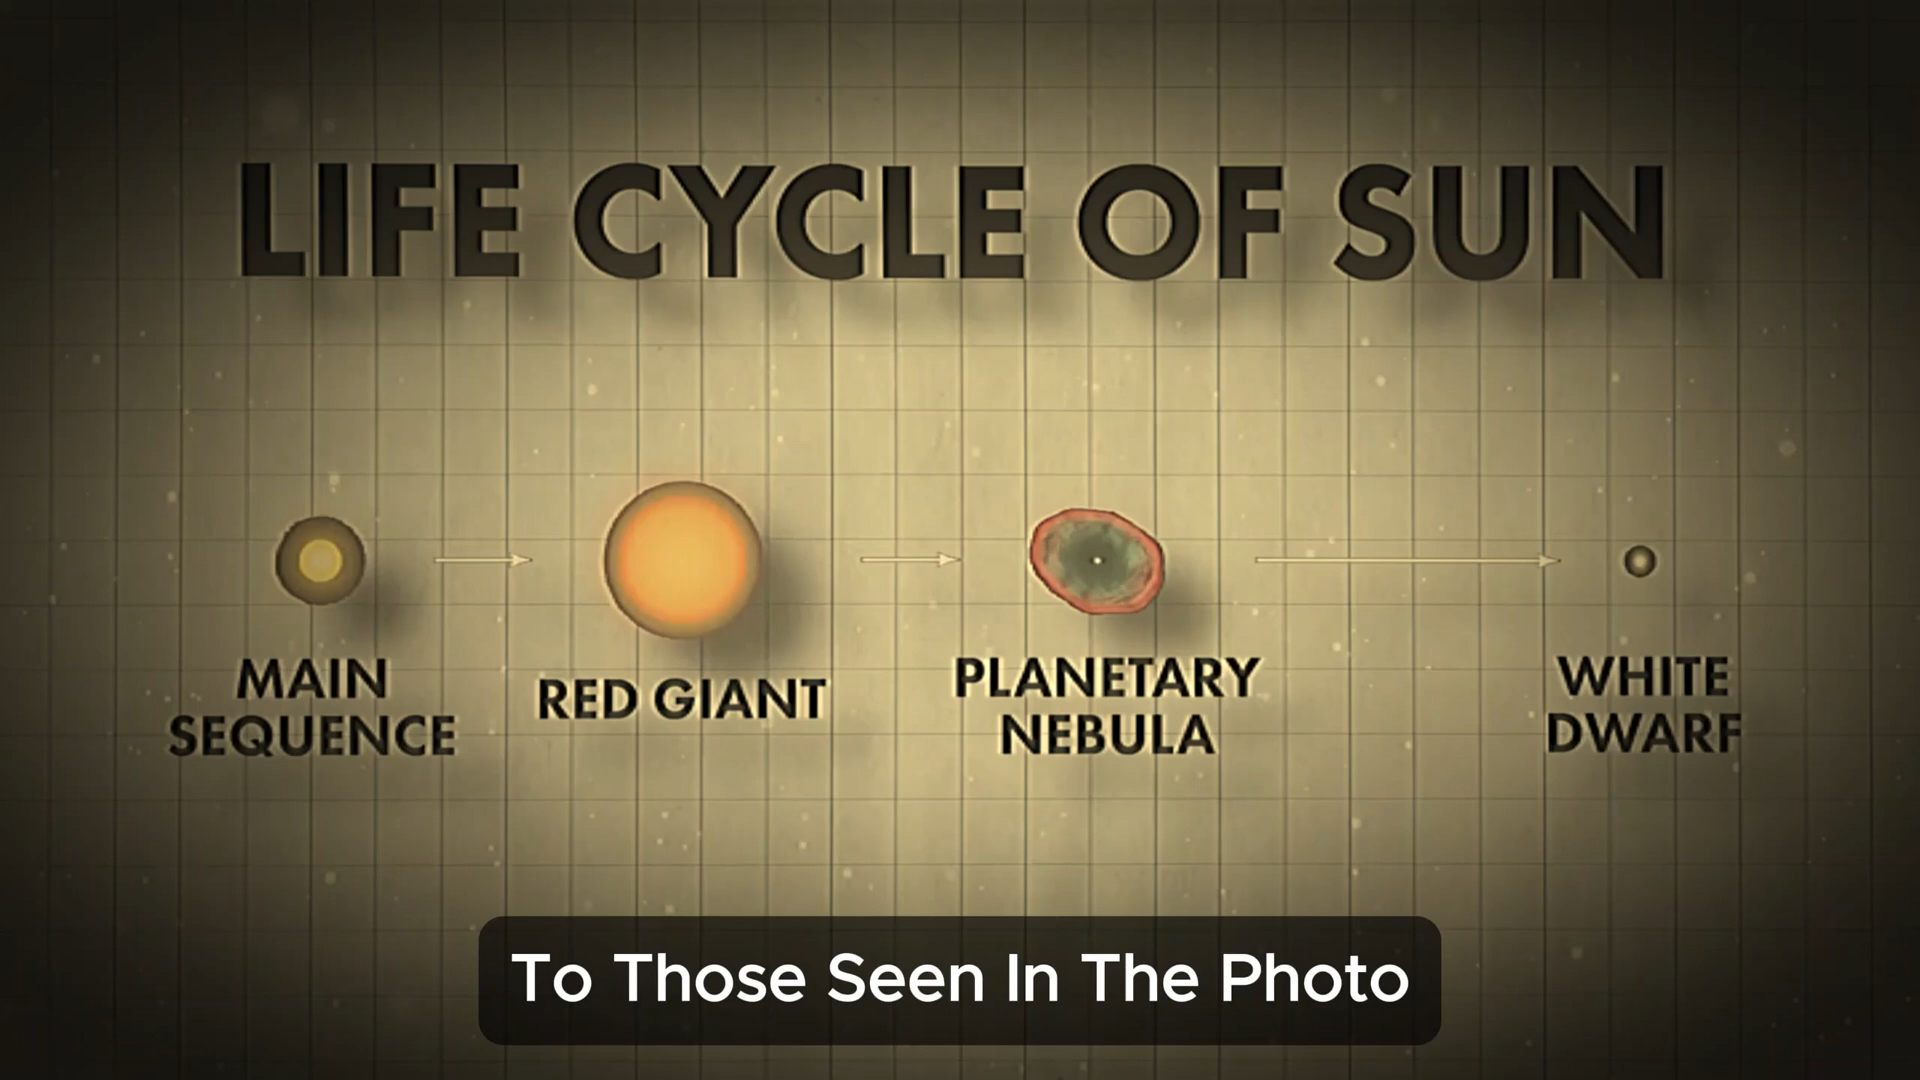 LIFE CYCLE OF SUN
MAIN
SEQUENCE
RED GIANT
PLANETARY
NEBULA
WHITE
DWARF
To Those Seen In The Photo